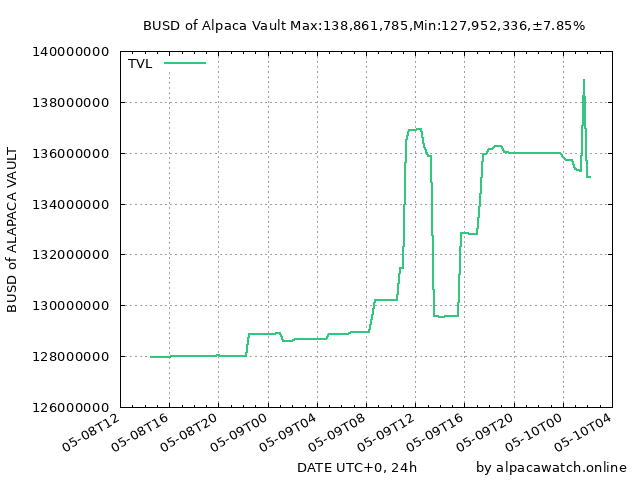 BUSD of Alpaca Vault Max:138,861,785,Min:127,952,336,±7.85%
TVL
140000000
138000000
136000000
134000000
132000000
130000000
128000000
126000000
BUSD of ALAPACA VAULT
05-08T12
05-08T16
05-08T20
05-09T00
05-09T04
05-09T08
05-09T12
05-09T16
05-09T20
05-10T00
05-10T04
DATE UTC+0, 24h
by alpacawatch.online